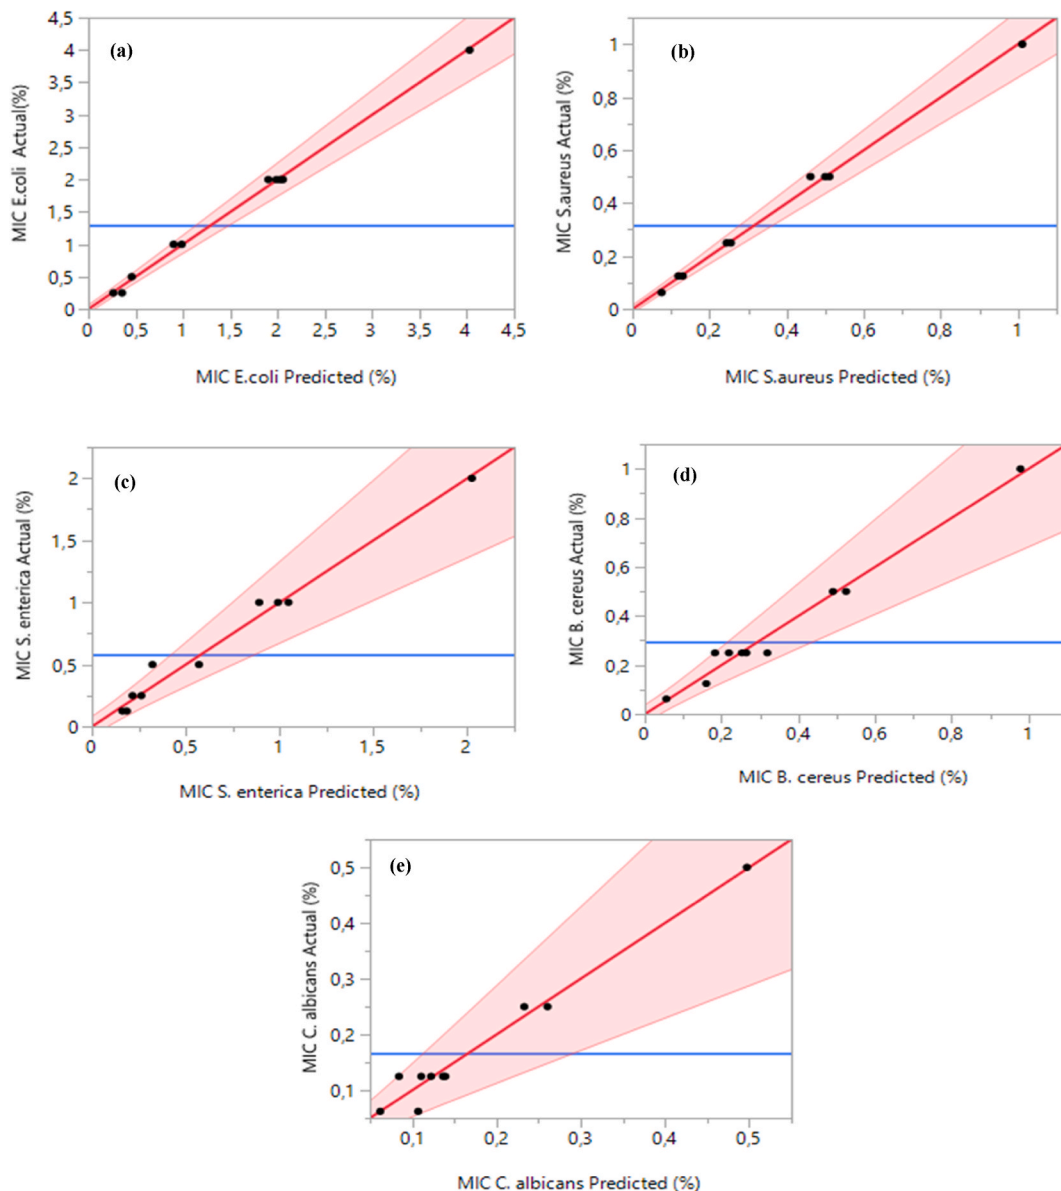 (a)
MIC E.coli Actual(%)
4,5
4
3,5
3
2,5
2
1,5
1
0,5
0
0 0,5 1 1,5 2 2,5 3 3,5 4 4,5
MIC E.coli Predicted (%)
(b)
MIC S.aureus Actual (%)
1
0,8
0,6
0,4
0,2
0
0 0,2 0,4 0,6 0,8 1
MIC S.aureus Predicted (%)
(c)
MIC S. enterica Actual (%)
2
1,5
1
0,5
0
0 0,5 1 1,5 2
MIC S. enterica Predicted (%)
(d)
MIC B. cereus Actual (%)
1
0,8
0,6
0,4
0,2
0
0 0,2 0,4 0,6 0,8 1
MIC B. cereus Predicted (%)
(e)
MIC C. albicans Actual (%)
0,5
0,4
0,3
0,2
0,1
0,1 0,2 0,3 0,4 0,5
MIC C. albicans Predicted (%)